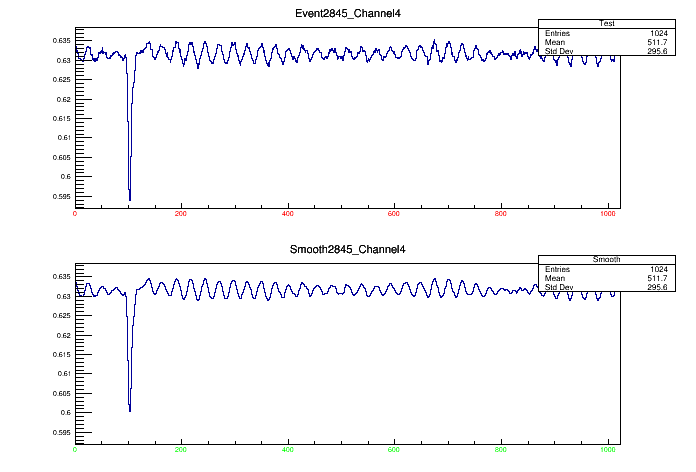 Event2845_Channel4
Test
Entries 1024
Mean 511.7
Std Dev 295.6
0.635
0.63
0.625
0.62
0.615
0.61
0.605
0.6
0.595
0 200 400 600 800 1000
Smooth2845_Channel4
Smooth
Entries 1024
Mean 511.7
Std Dev 295.6
0.635
0.63
0.625
0.62
0.615
0.61
0.605
0.6
0.595
0 200 400 600 800 1000